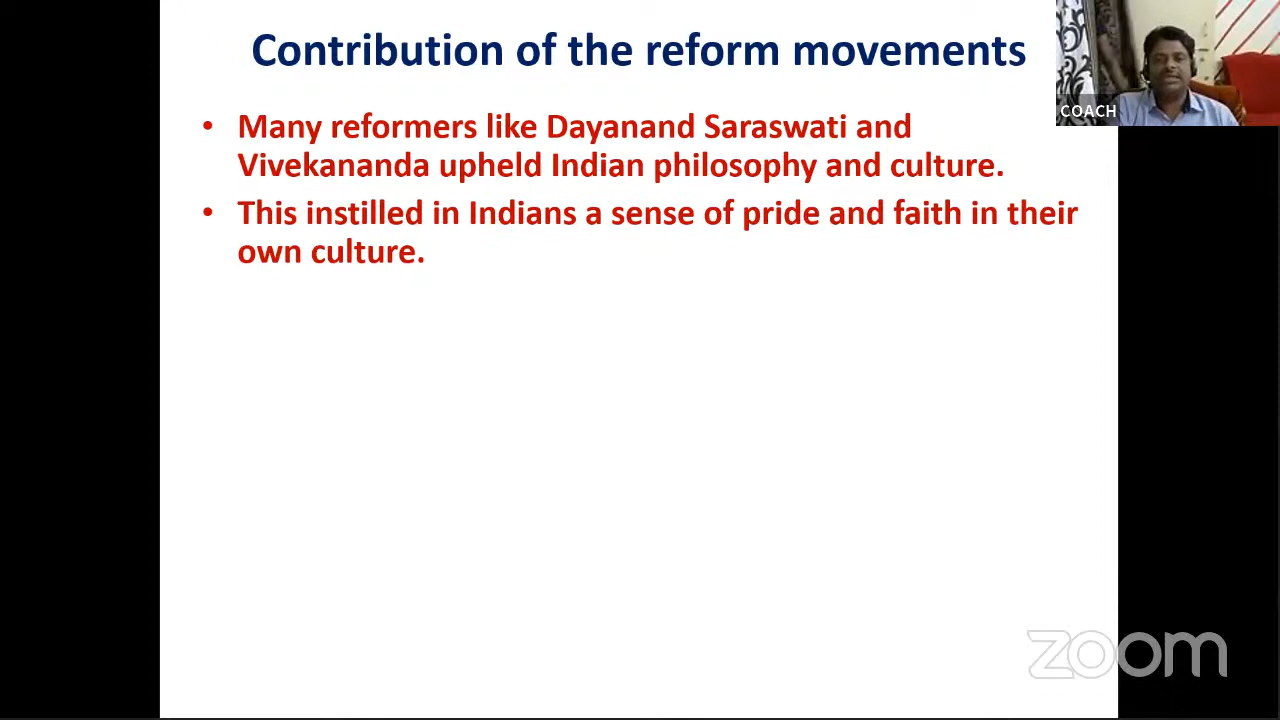 Contribution of the reform movements
COACH
• Many reformers like Dayanand Saraswati and
Vivekananda upheld Indian philosophy and culture.
• This instilled in Indians a sense of pride and faith in their
own culture.
zoom